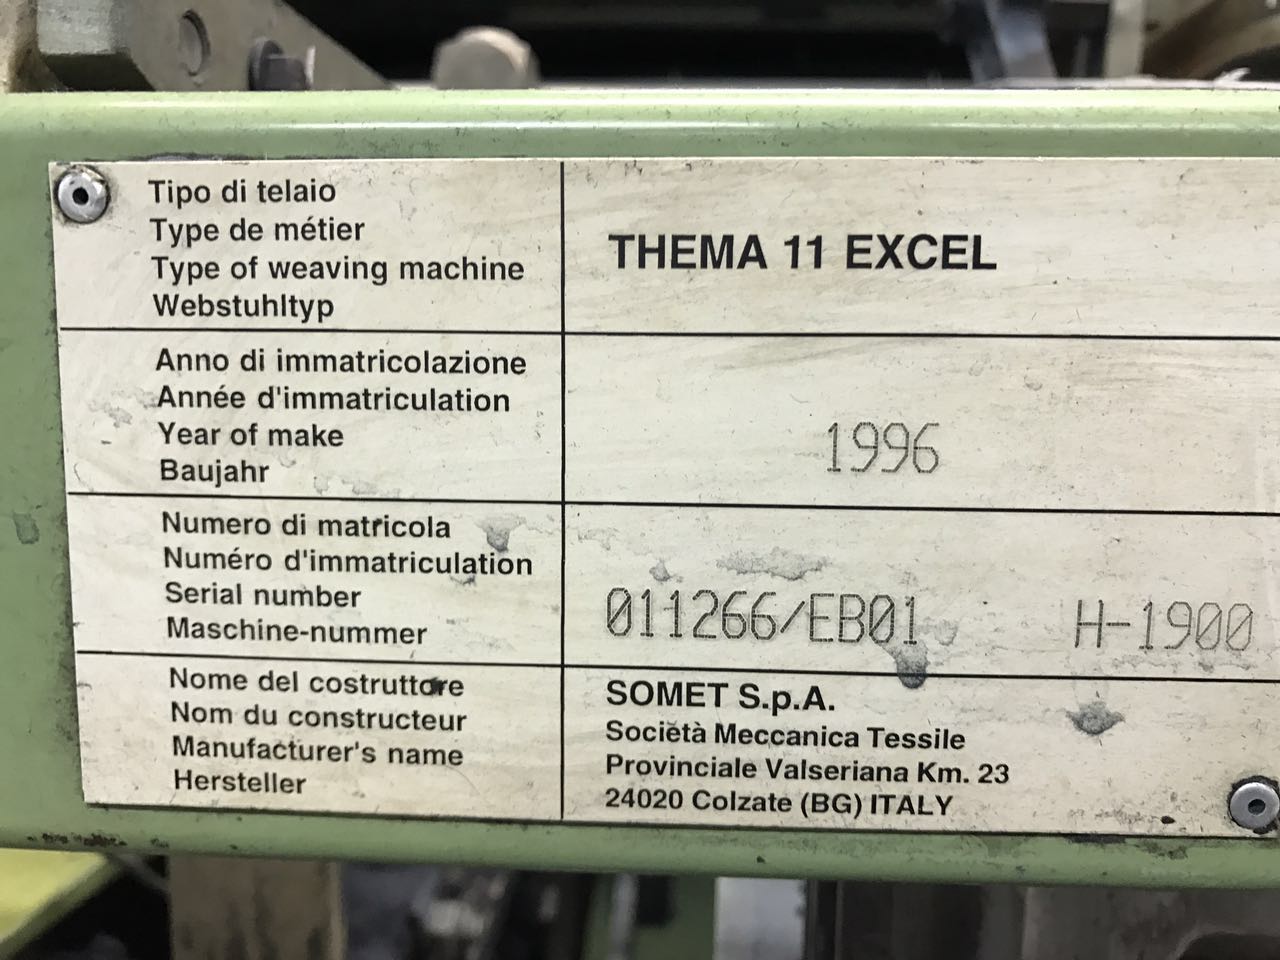 Tipo di telaio
Type de métier
Type of weaving machine
Webstuhltyp
THEMA 11 EXCEL
Anno di immatricolazione
Année d'immatriculation
Year of make
Baujahr
1996
Numero di matricola
Numéro d'immatriculation
Serial number
Maschine-nummer
011266/EB01 H-1900
Nome del costruttore
Nom du constructeur
Manufacturer's name
Hersteller
SOMET S.p.A.
Società Meccanica Tessile
Provinciale Valseriana Km. 23
24020 Colzate (BG) ITALY